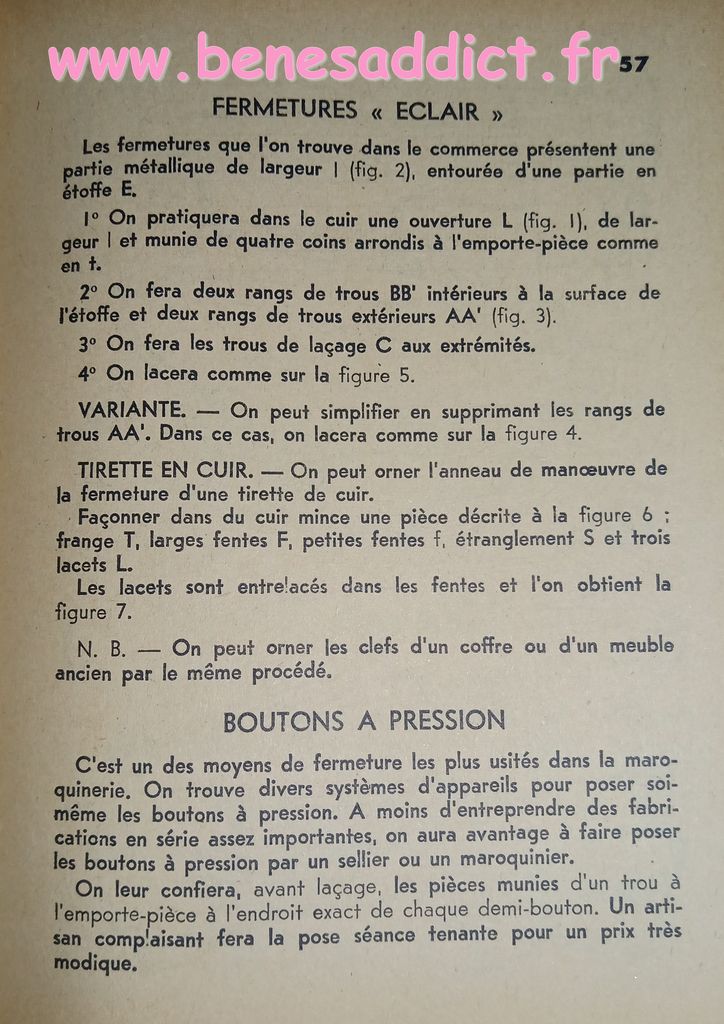 www.benesaddict.fr
57
FERMETURES « ECLAIR »
Les fermetures que l'on trouve dans le commerce présentent une
partie métallique de largeur l (fig. 2), entourée d'une partie en
étoffe E.
1º On pratiquera dans le cuir une ouverture L (fig. 1), de lar-
geur l et munie de quatre coins arrondis à l'emporte-pièce comme
en t.
2º On fera deux rangs de trous BB' intérieurs à la surface de
l'étoffe et deux rangs de trous extérieurs AA' (fig. 3).
3º On fera les trous de laçage C aux extrémités.
4º On lacera comme sur la figure 5.
VARIANTE. — On peut simplifier en supprimant les rangs de
trous AA'. Dans ce cas, on lacera comme sur la figure 4.
TIRETTE EN CUIR. — On peut orner l'anneau de manœuvre de
la fermeture d'une tirette de cuir.
Façonner dans du cuir mince une pièce décrite à la figure 6 ;
frange T, larges fentes F, petites fentes f, étranglement S et trois
lacets L.
Les lacets sont entrelacés dans les fentes et l'on obtient la
figure 7.
N. B. — On peut orner les clefs d'un coffre ou d'un meuble
ancien par le même procédé.
BOUTONS A PRESSION
C'est un des moyens de fermeture les plus usités dans la maro-
quinerie. On trouve divers systèmes d'appareils pour poser soi-
même les boutons à pression. A moins d'entreprendre des fabri-
cations en série assez importantes, on aura avantage à faire poser
les boutons à pression par un sellier ou un maroquinier.
On leur confiera, avant laçage, les pièces munies d'un trou à
l'emporte-pièce à l'endroit exact de chaque demi-bouton. Un arti-
san complaisant fera la pose séance tenante pour un prix très
modique.